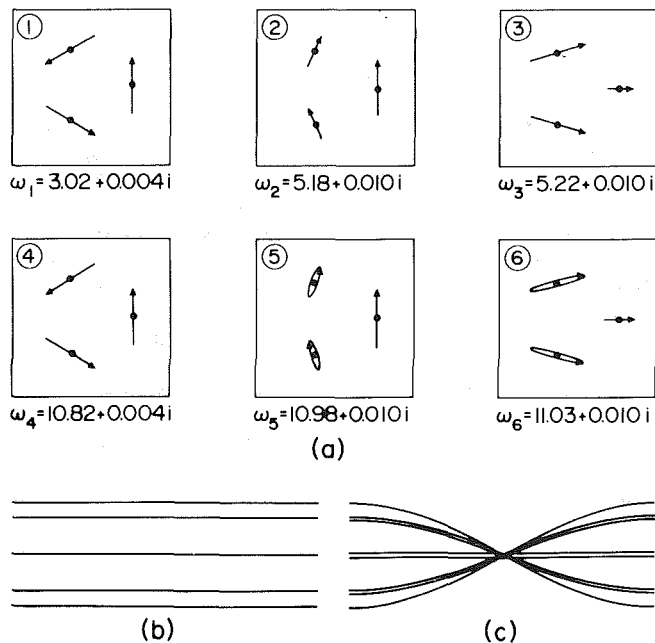 ① ② ③
ω₁=3.02+0.004i ω₂=5.18+0.010i ω₃=5.22+0.010i
④ ⑤ ⑥
ω₄=10.82+0.004i ω₅=10.98+0.010i ω₆=11.03+0.010i
(a)
(b) (c)